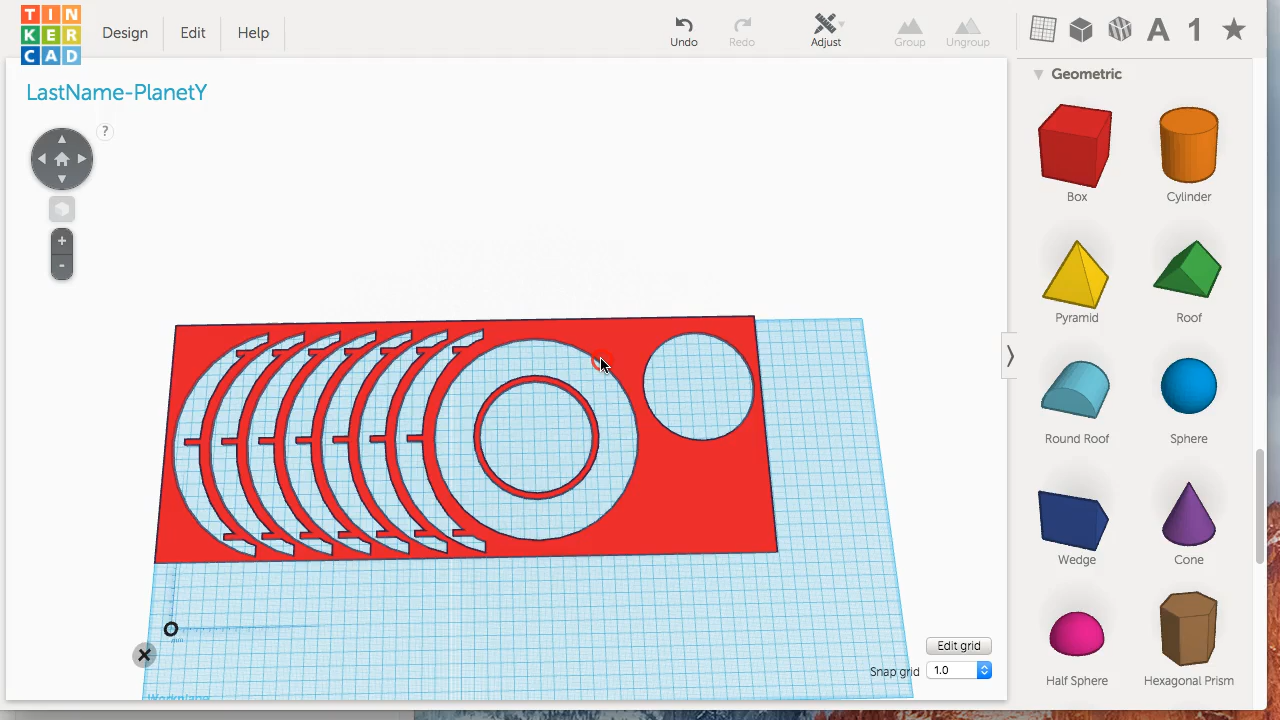 TIN
KER
CAD
Design
Edit
Help
Undo
Redo
Adjust
Group
Ungroup
A
1
LastName-PlanetY
?
+
-
Geometric
Box
Cylinder
Pyramid
Roof
Round Roof
Sphere
Wedge
Cone
Half Sphere
Hexagonal Prism
Edit grid
Snap grid
1.0
Workplane